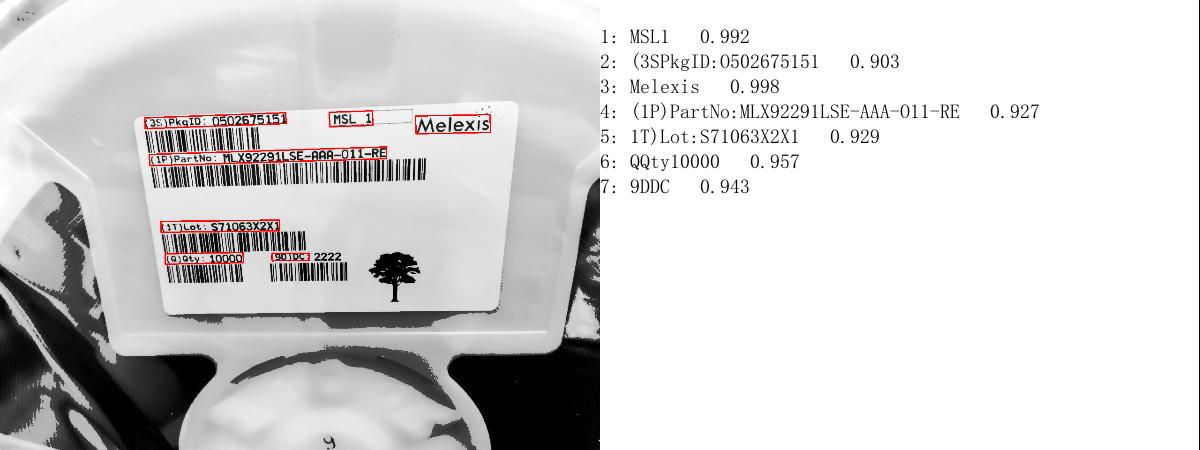 (3S)PkgID: 0502675151 MSL 1
Melexis
(1P)PartNo: MLX92291LSE-AAA-011-RE
(1T)Lot: S71063X2X1
(Q)Qty: 10000 (9D)DC: 2222
y
1: MSL1 0.992
2: (3SPkgID:0502675151 0.903
3: Melexis 0.998
4: (1P)PartNo:MLX92291LSE-AAA-011-RE 0.927
5: 1T)Lot:S71063X2X1 0.929
6: QQty10000 0.957
7: 9DDC 0.943